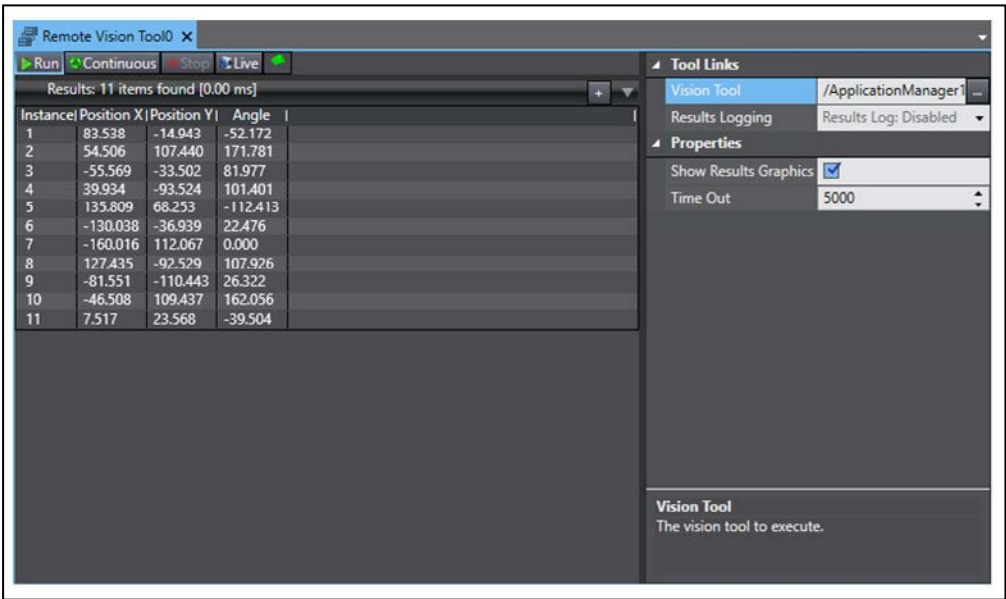 Remote Vision Tool0
Run Continuous Stop Live
Results: 11 items found [0.00 ms]
Instance Position X Position Y Angle
1 83.538 -14.943 -52.172
2 54.506 107.440 171.781
3 -55.569 -33.502 81.977
4 39.934 -93.524 101.401
5 135.809 68.253 -112.413
6 -130.038 -36.939 22.476
7 -160.016 112.067 0.000
8 127.435 -92.529 107.926
9 -81.551 -110.443 26.322
10 -46.508 109.437 162.056
11 7.517 23.568 -39.504
Tool Links
Vision Tool /ApplicationManager1 ...
Results Logging Results Log: Disabled
Properties
Show Results Graphics
Time Out 5000
Vision Tool
The vision tool to execute.